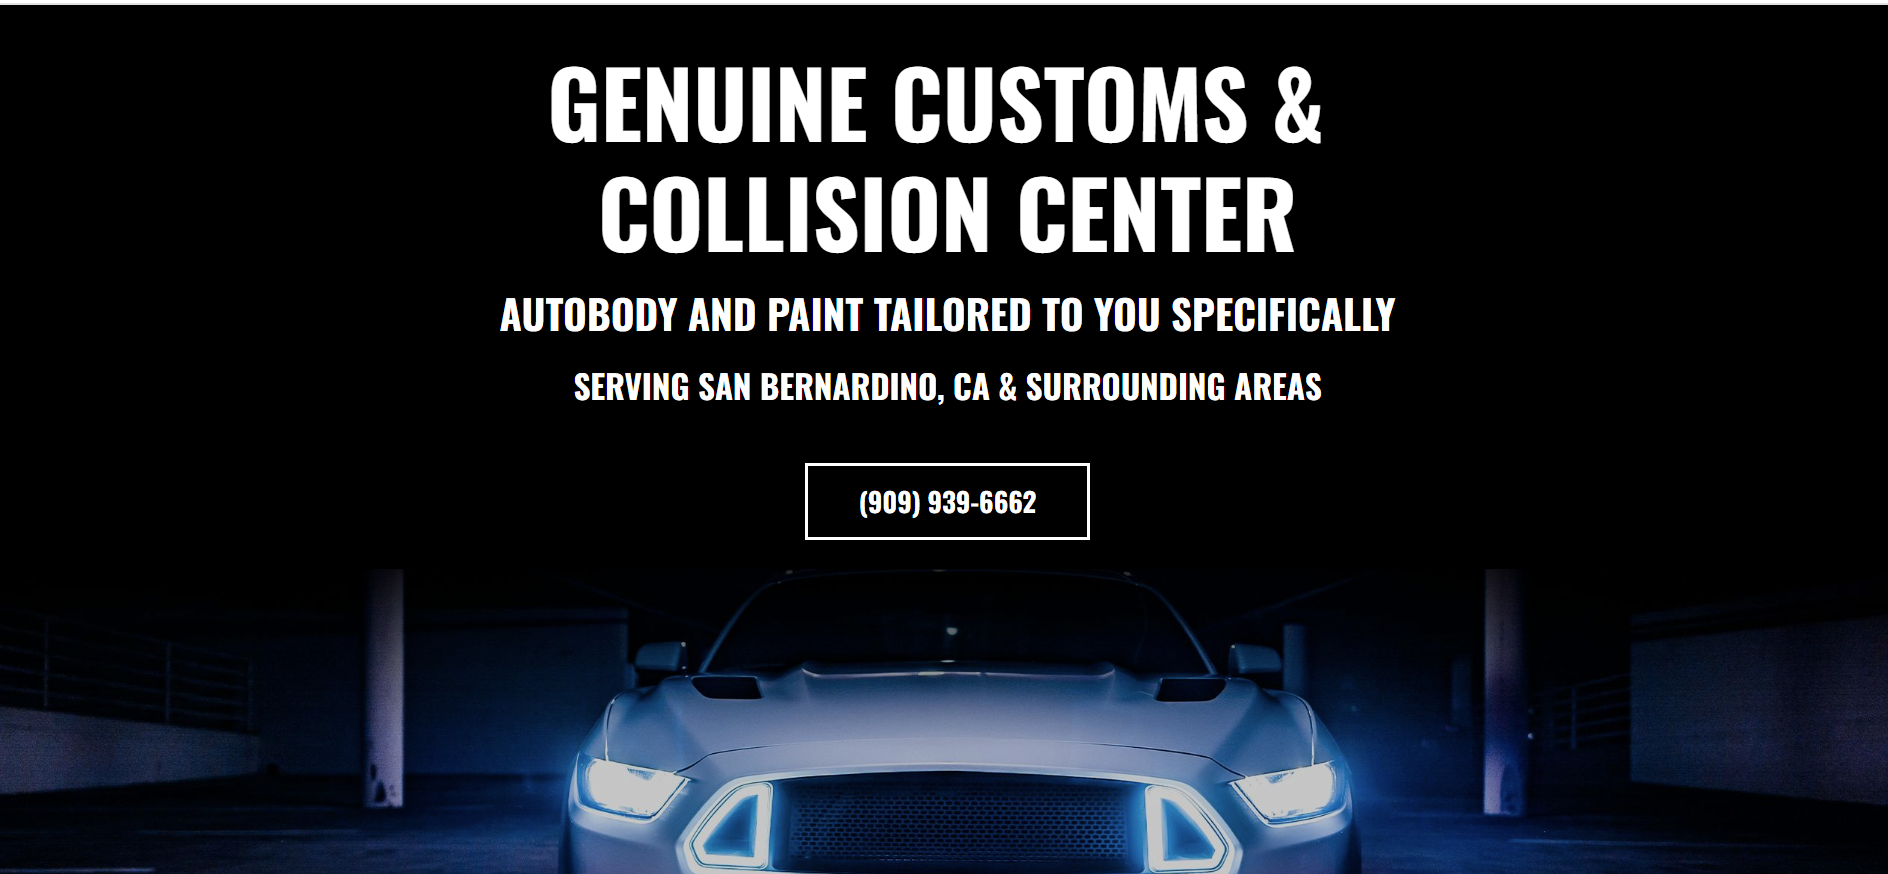 GENUINE CUSTOMS &
COLLISION CENTER
AUTOBODY AND PAINT TAILORED TO YOU SPECIFICALLY
SERVING SAN BERNARDINO, CA & SURROUNDING AREAS
(909) 939-6662